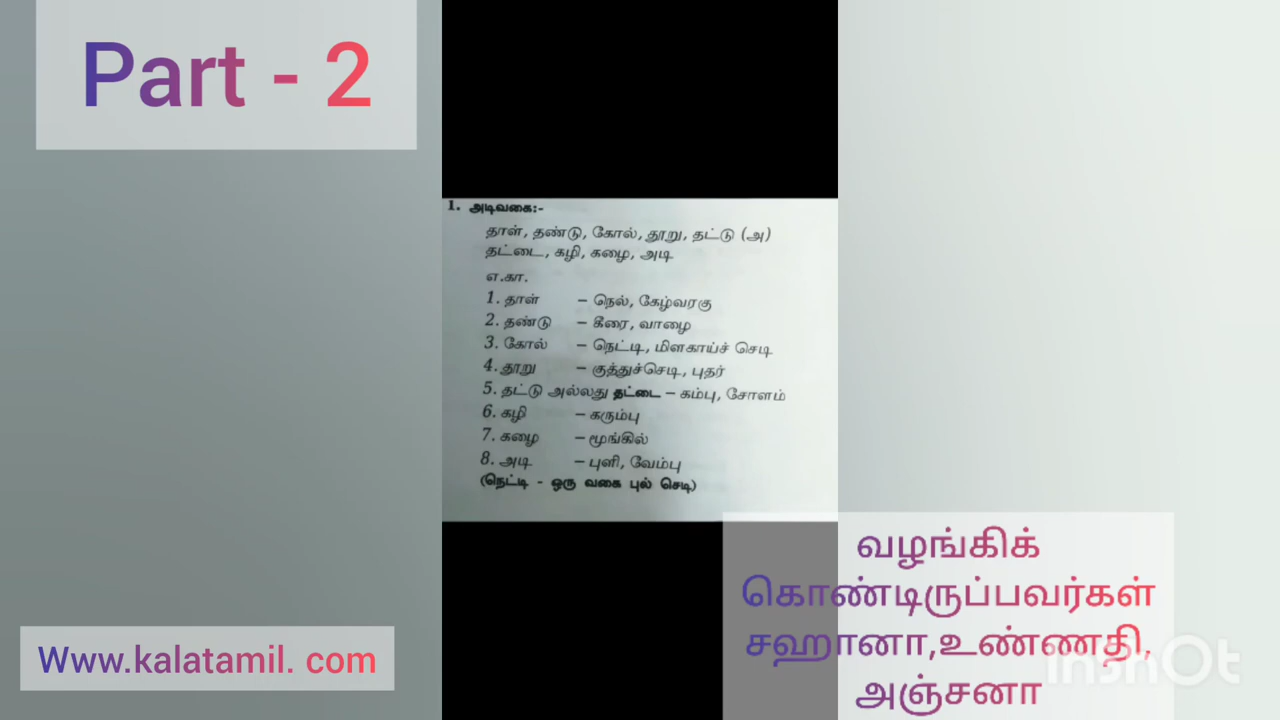 Part - 2
1. அடிவகை:-
தாள், தண்டு, கோல், தூறு, தட்டு (அ)
தட்டை, கழி, கழை, அடி
எ.கா.
1. தாள் – நெல், கேழ்வரகு
2. தண்டு – கீரை, வாழை
3. கோல் – நெட்டி, மிளகாய்ச் செடி
4. தூறு – குத்துச்செடி, புதர்
5. தட்டு அல்லது தட்டை – கம்பு, சோளம்
6. கழி – கரும்பு
7. கழை – மூங்கில்
8. அடி – புளி, வேம்பு
(நெட்டி - ஒரு வகை புல் செடி)
வழங்கிக்
கொண்டிருப்பவர்கள்
சஹானா,உண்ணதி,
அஞ்சனா
Www.kalatamil. com
InShOt